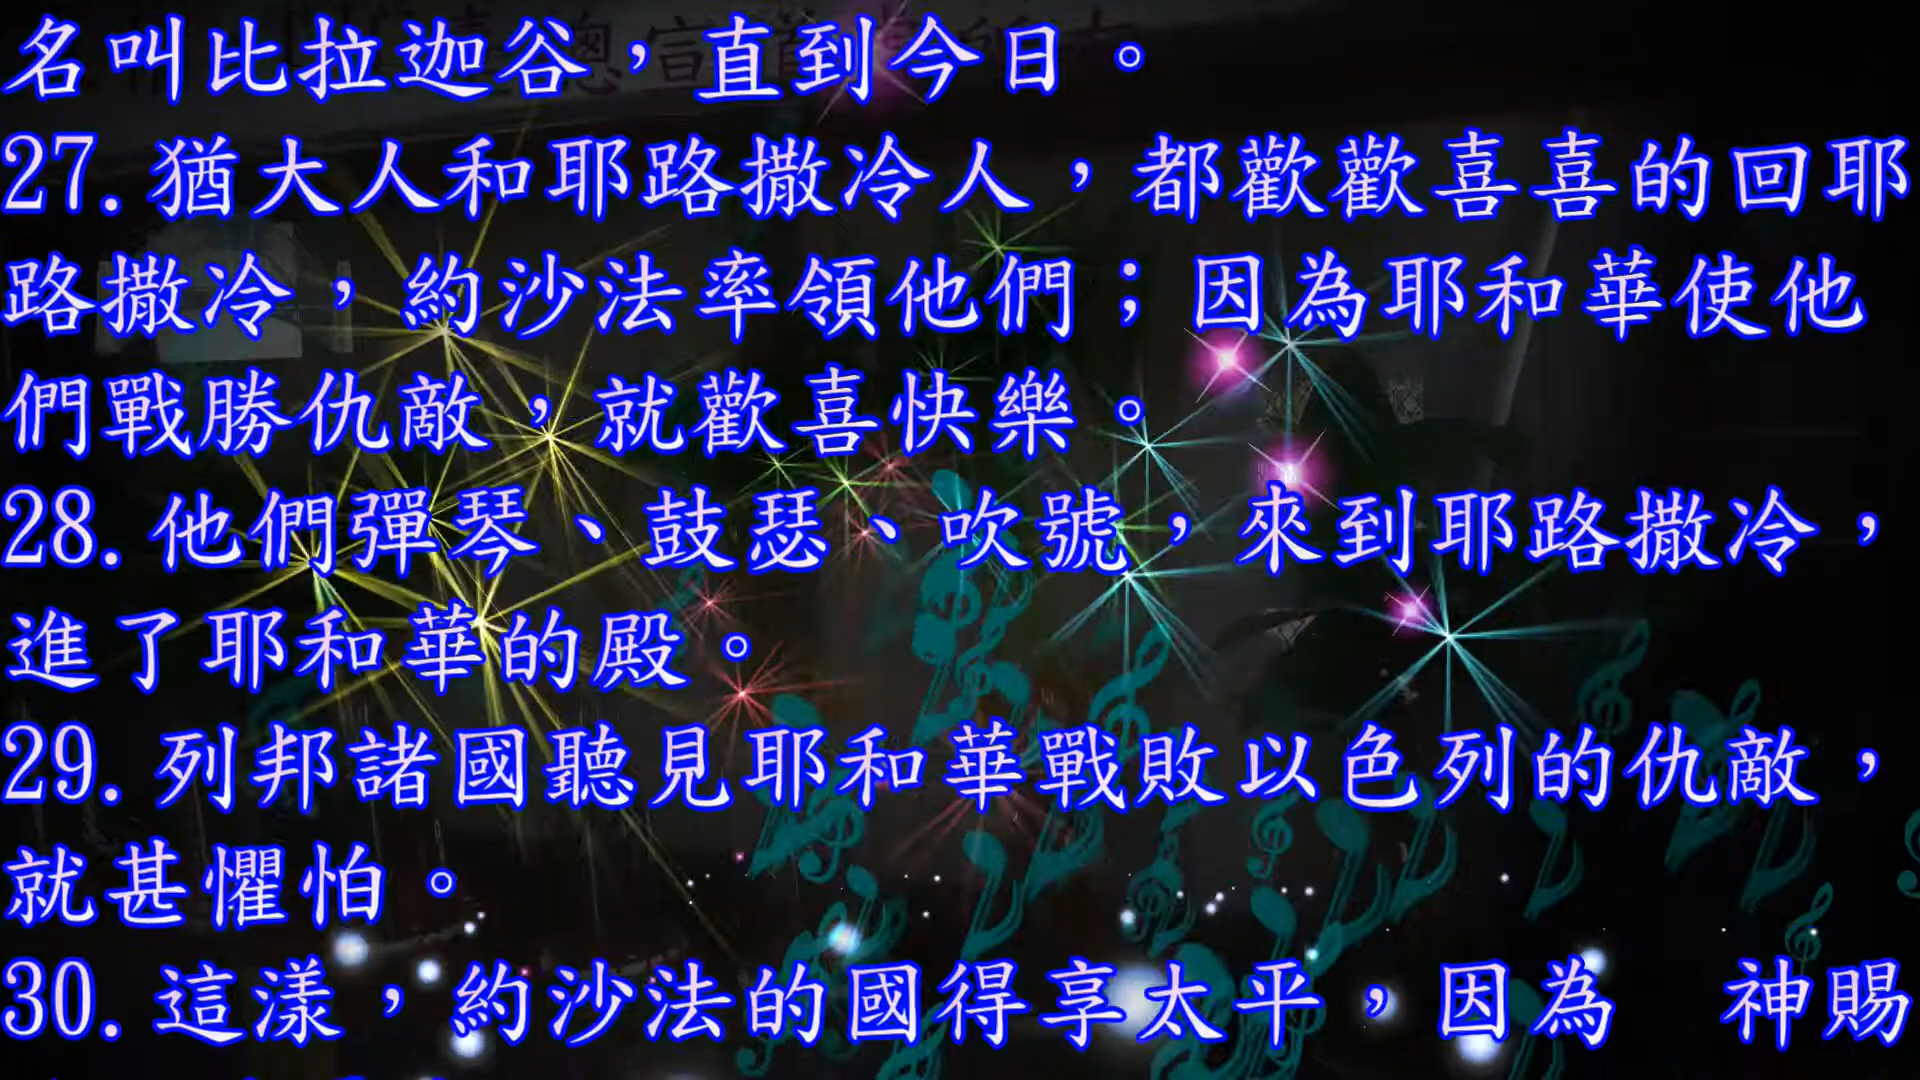 名叫比拉迦谷，直到今日。
27.猶大人和耶路撒冷人，都歡歡喜喜的回耶
路撒冷，約沙法率領他們；因為耶和華使他
們戰勝仇敵，就歡喜快樂。
28.他們彈琴、鼓瑟、吹號，來到耶路撒冷，
進了耶和華的殿。
29.列邦諸國聽見耶和華戰敗以色列的仇敵，
就甚懼怕。
30.這漾，約沙法的國得享太平，因為　神賜